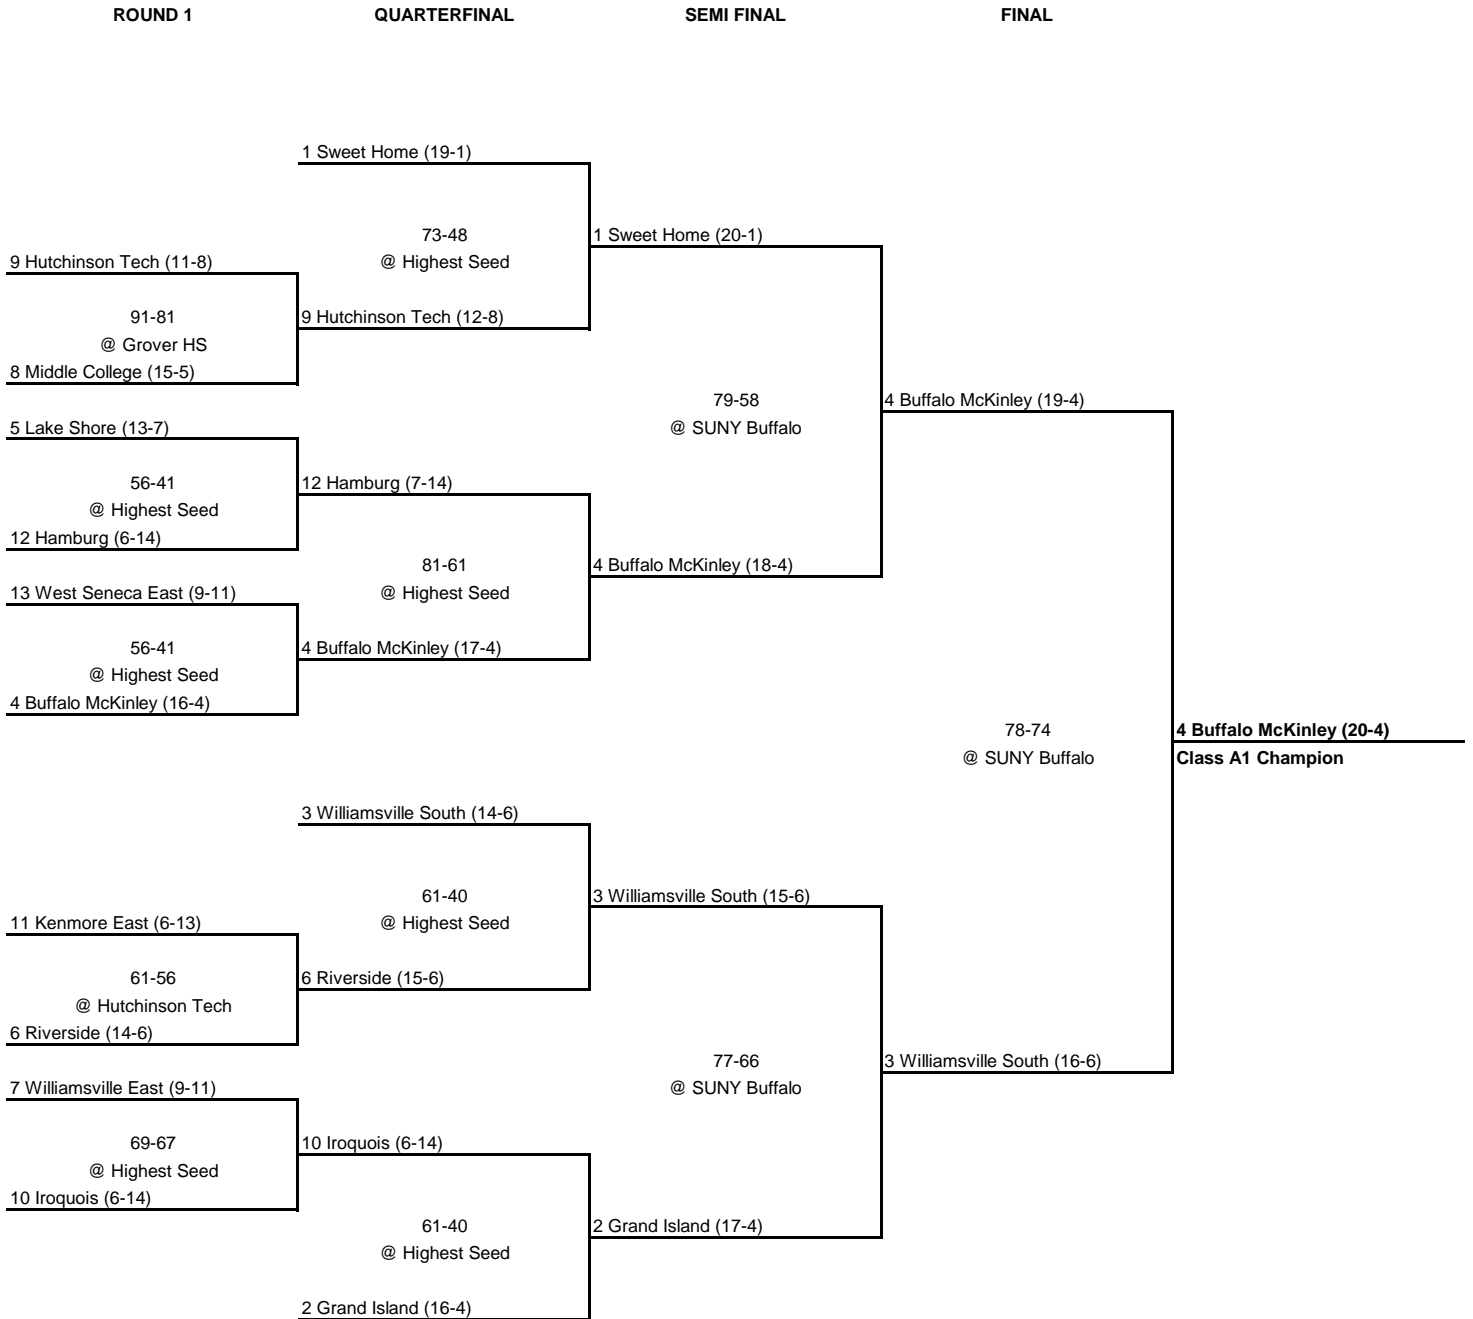 ROUND 1 QUARTERFINAL SEMI FINAL FINAL
1 Sweet Home (19-1)
73-48 1 Sweet Home (20-1)
9 Hutchinson Tech (11-8) @ Highest Seed
91-81 9 Hutchinson Tech (12-8)
@ Grover HS
8 Middle College (15-5)
79-58 4 Buffalo McKinley (19-4)
5 Lake Shore (13-7) @ SUNY Buffalo
56-41 12 Hamburg (7-14)
@ Highest Seed
12 Hamburg (6-14)
81-61 4 Buffalo McKinley (18-4)
13 West Seneca East (9-11) @ Highest Seed
56-41 4 Buffalo McKinley (17-4)
@ Highest Seed
4 Buffalo McKinley (16-4)
78-74 4 Buffalo McKinley (20-4)
@ SUNY Buffalo Class A1 Champion
3 Williamsville South (14-6)
61-40 3 Williamsville South (15-6)
11 Kenmore East (6-13) @ Highest Seed
61-56 6 Riverside (15-6)
@ Hutchinson Tech
6 Riverside (14-6)
77-66 3 Williamsville South (16-6)
7 Williamsville East (9-11) @ SUNY Buffalo
69-67 10 Iroquois (6-14)
@ Highest Seed
10 Iroquois (6-14)
61-40 2 Grand Island (17-4)
@ Highest Seed
2 Grand Island (16-4)